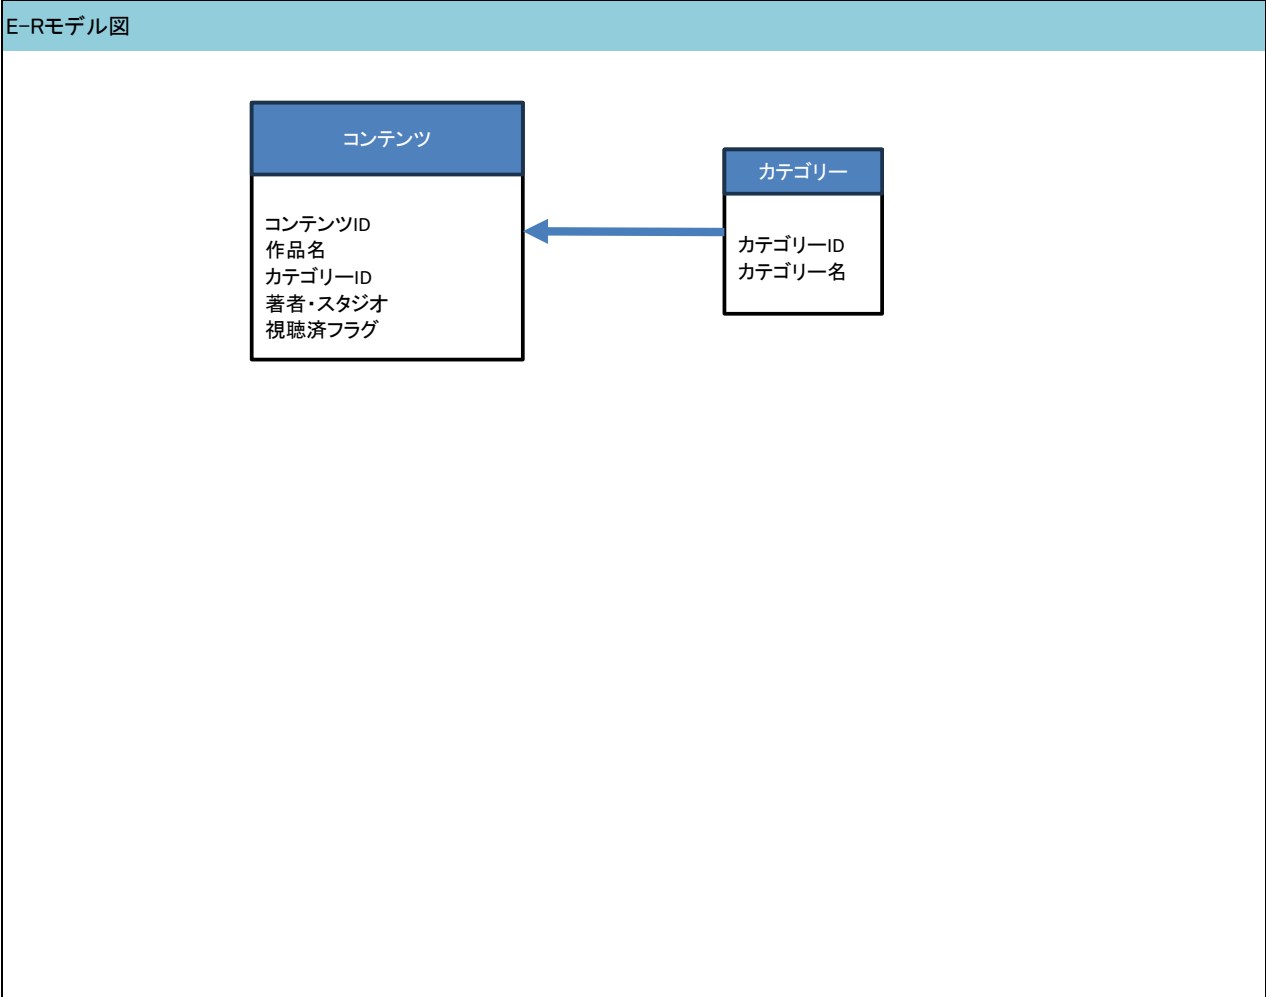 E-Rモデル図
コンテンツ
コンテンツID
作品名
カテゴリーID
著者・スタジオ
視聴済フラグ
カテゴリー
カテゴリーID
カテゴリー名